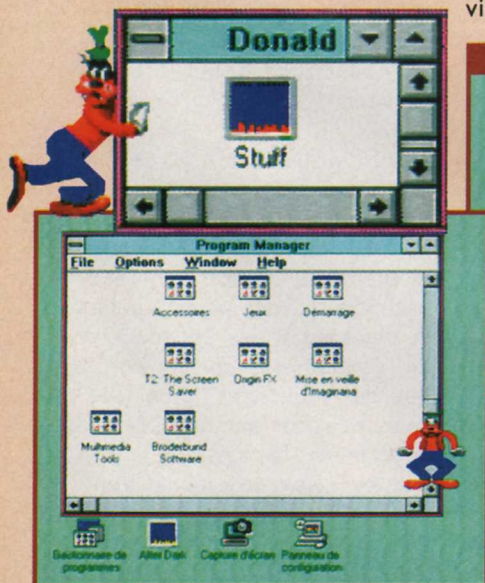 vi
Donald
Stuff
Program Manager
File Options Window Help
Accessoires Jeux Démarrage
T2: The Screen Saver
Origin FX
Mise en veille d'Imaginaria
Multimedia Tools
Broderbund Software
Gestionnaire de programmes
After Dark
Capture d'écran
Panneau de configuration